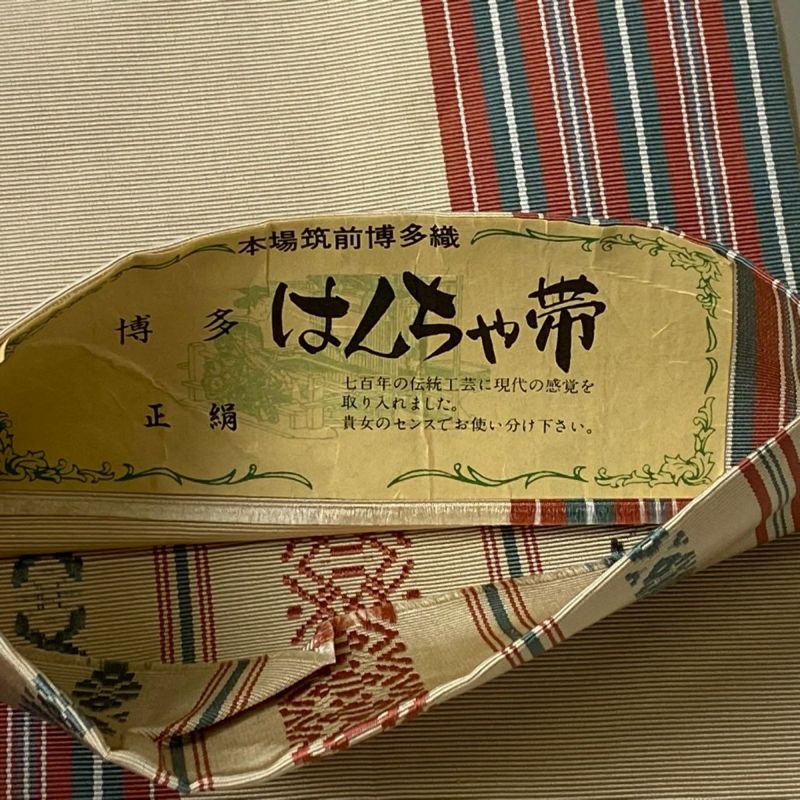 本場筑前博多織
博多 はんちゃ帯
正絹
七百年の伝統工芸に現代の感覚を
取り入れました。
貴女のセンスでお使い分け下さい。